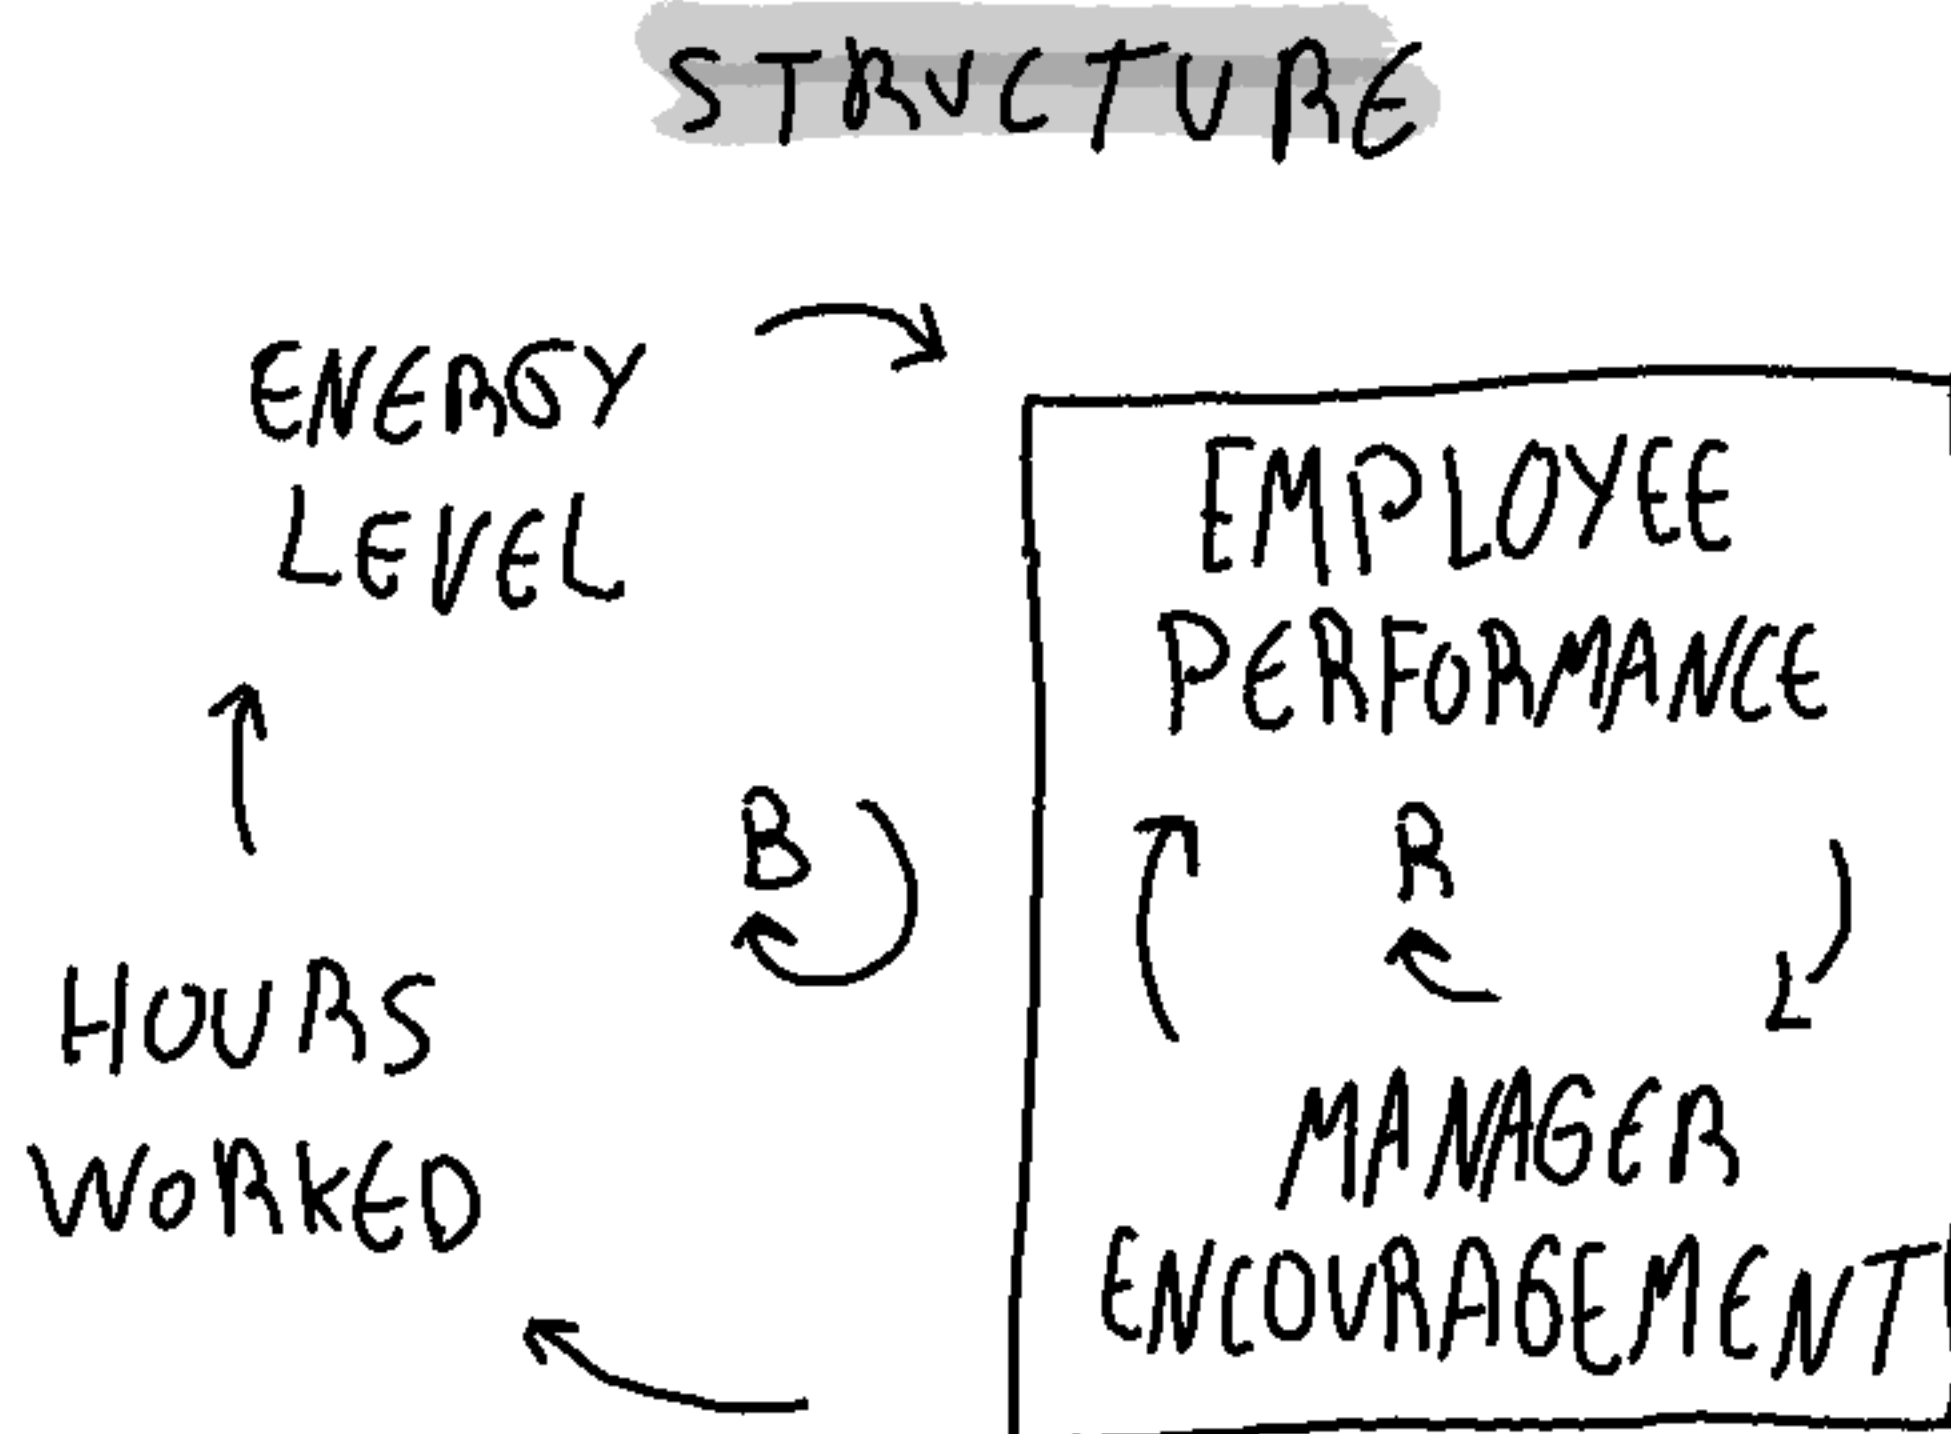 STRUCTURE
ENERGY
LEVEL
EMPLOYEE
PERFORMANCE
B
R
HOURS
WORKED
MANAGER
ENCOURAGEMENT